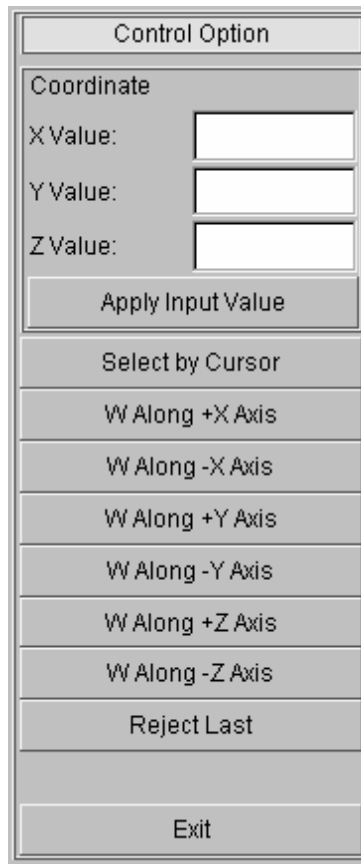 Control Option
Coordinate
X Value:
Y Value:
Z Value:
Apply Input Value
Select by Cursor
W Along +X Axis
W Along -X Axis
W Along +Y Axis
W Along -Y Axis
W Along +Z Axis
W Along -Z Axis
Reject Last
Exit